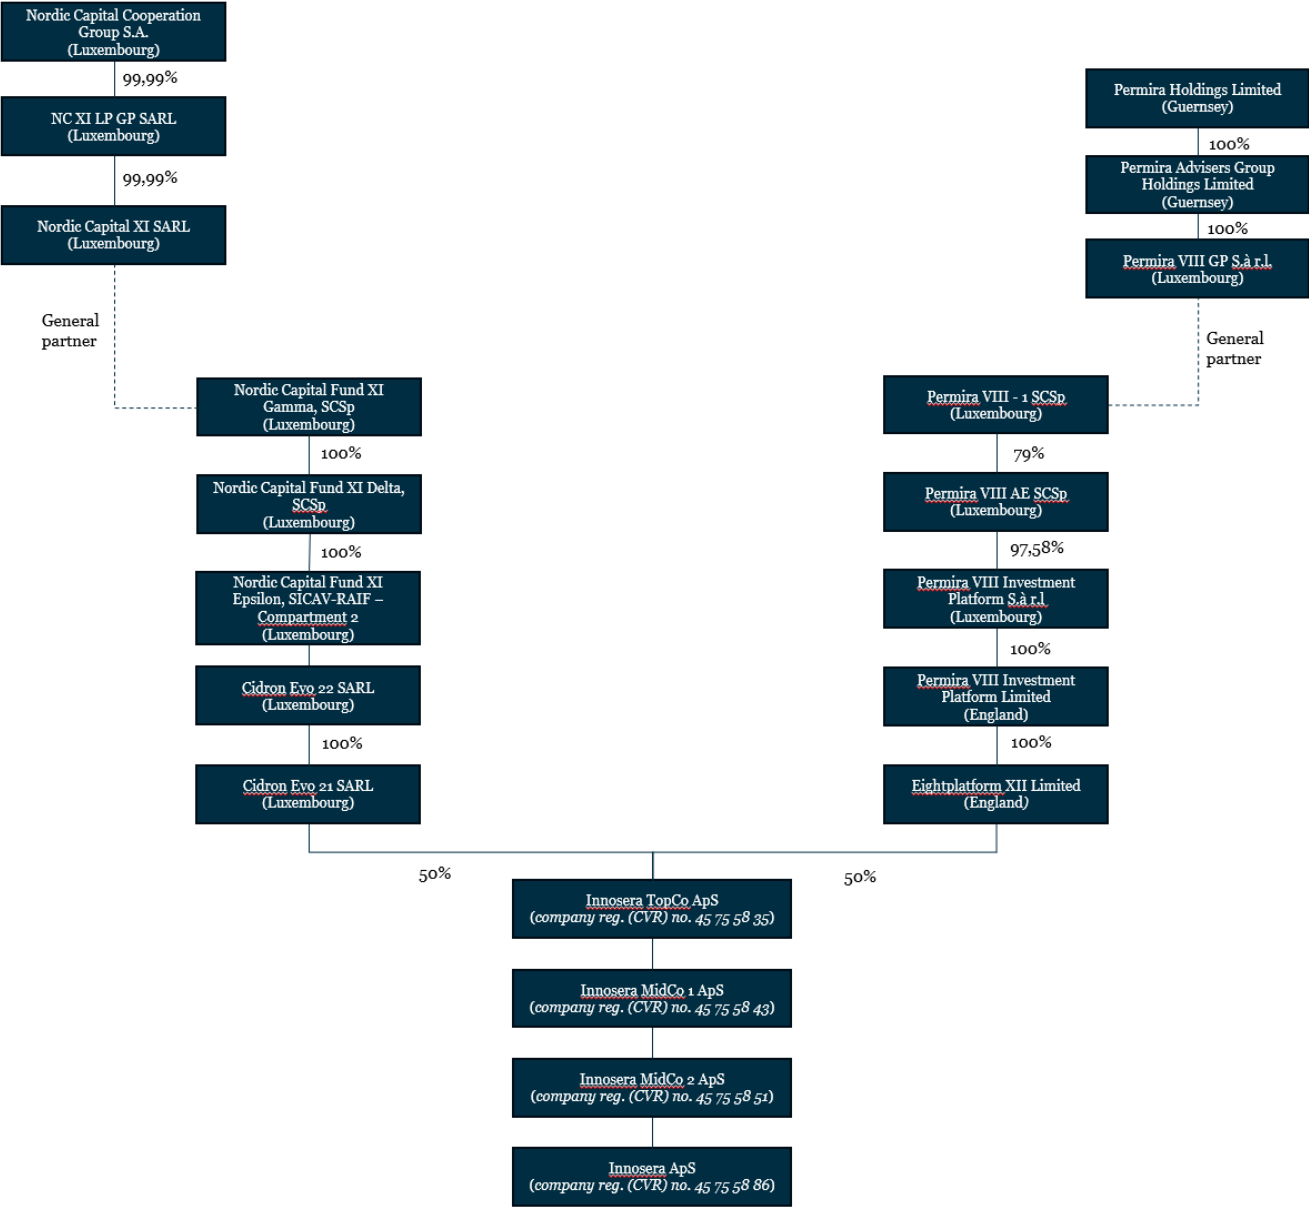 Nordic Capital Cooperation
Group S.A.
(Luxembourg)
99,99%
NC XI LP GP SARL
(Luxembourg)
99,99%
Nordic Capital XI SARL
(Luxembourg)
General
partner
Nordic Capital Fund XI
Gamma, SCSp
(Luxembourg)
100%
Nordic Capital Fund XI Delta,
SCSp
(Luxembourg)
100%
Nordic Capital Fund XI
Epsilon, SICAV-RAIF –
Compartment 2
(Luxembourg)
Cidron Evo 22 SARL
(Luxembourg)
100%
Cidron Evo 21 SARL
(Luxembourg)
50%
Permira Holdings Limited
(Guernsey)
100%
Permira Advisers Group
Holdings Limited
(Guernsey)
100%
Permira VIII GP S.à r.l.
(Luxembourg)
General
partner
Permira VIII - 1 SCSp
(Luxembourg)
79%
Permira VIII AE SCSp
(Luxembourg)
97,58%
Permira VIII Investment
Platform S.à r.l
(Luxembourg)
100%
Permira VIII Investment
Platform Limited
(England)
100%
Eightplatform XII Limited
(England)
50%
Innosera TopCo ApS
(company reg. (CVR) no. 45 75 58 35)
Innosera MidCo 1 ApS
(company reg. (CVR) no. 45 75 58 43)
Innosera MidCo 2 ApS
(company reg. (CVR) no. 45 75 58 51)
Innosera ApS
(company reg. (CVR) no. 45 75 58 86)